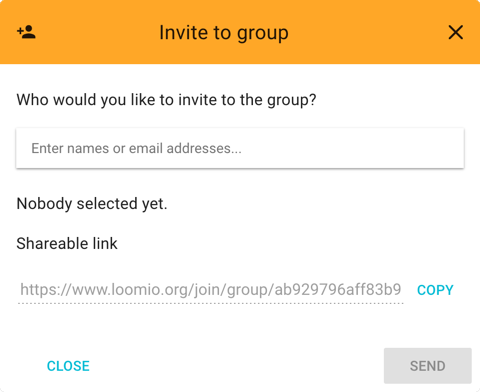 Invite to group
Who would you like to invite to the group?
Enter names or email addresses...
Nobody selected yet.
Shareable link
https://www.loomio.org/join/group/ab929796aff83b9 COPY
CLOSE SEND